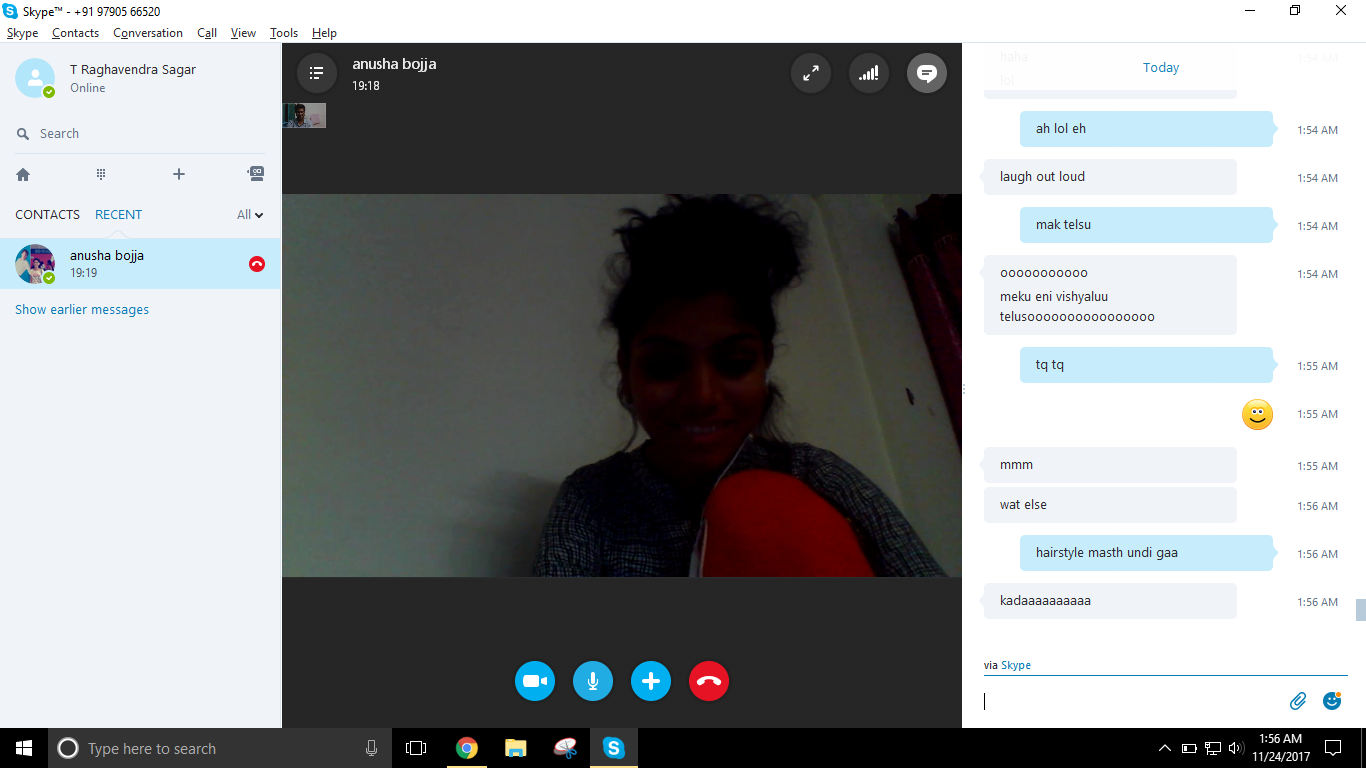 Skype™ - +91 97905 66520
Skype Contacts Conversation Call View Tools Help
T Raghavendra Sagar
Online
Search
CONTACTS RECENT All
anusha bojja
19:19
Show earlier messages
anusha bojja
19:18
haha 1:54 AM
Today
lol
ah lol eh 1:54 AM
laugh out loud 1:54 AM
mak telsu 1:54 AM
ooooooooooo 1:54 AM
meku eni vishyaluu
telusoooooooooooooooo
tq tq 1:55 AM
1:55 AM
mmm 1:55 AM
wat else 1:56 AM
hairstyle masth undi gaa 1:56 AM
kadaaaaaaaaaa 1:56 AM
via Skype
Type here to search
1:56 AM
11/24/2017